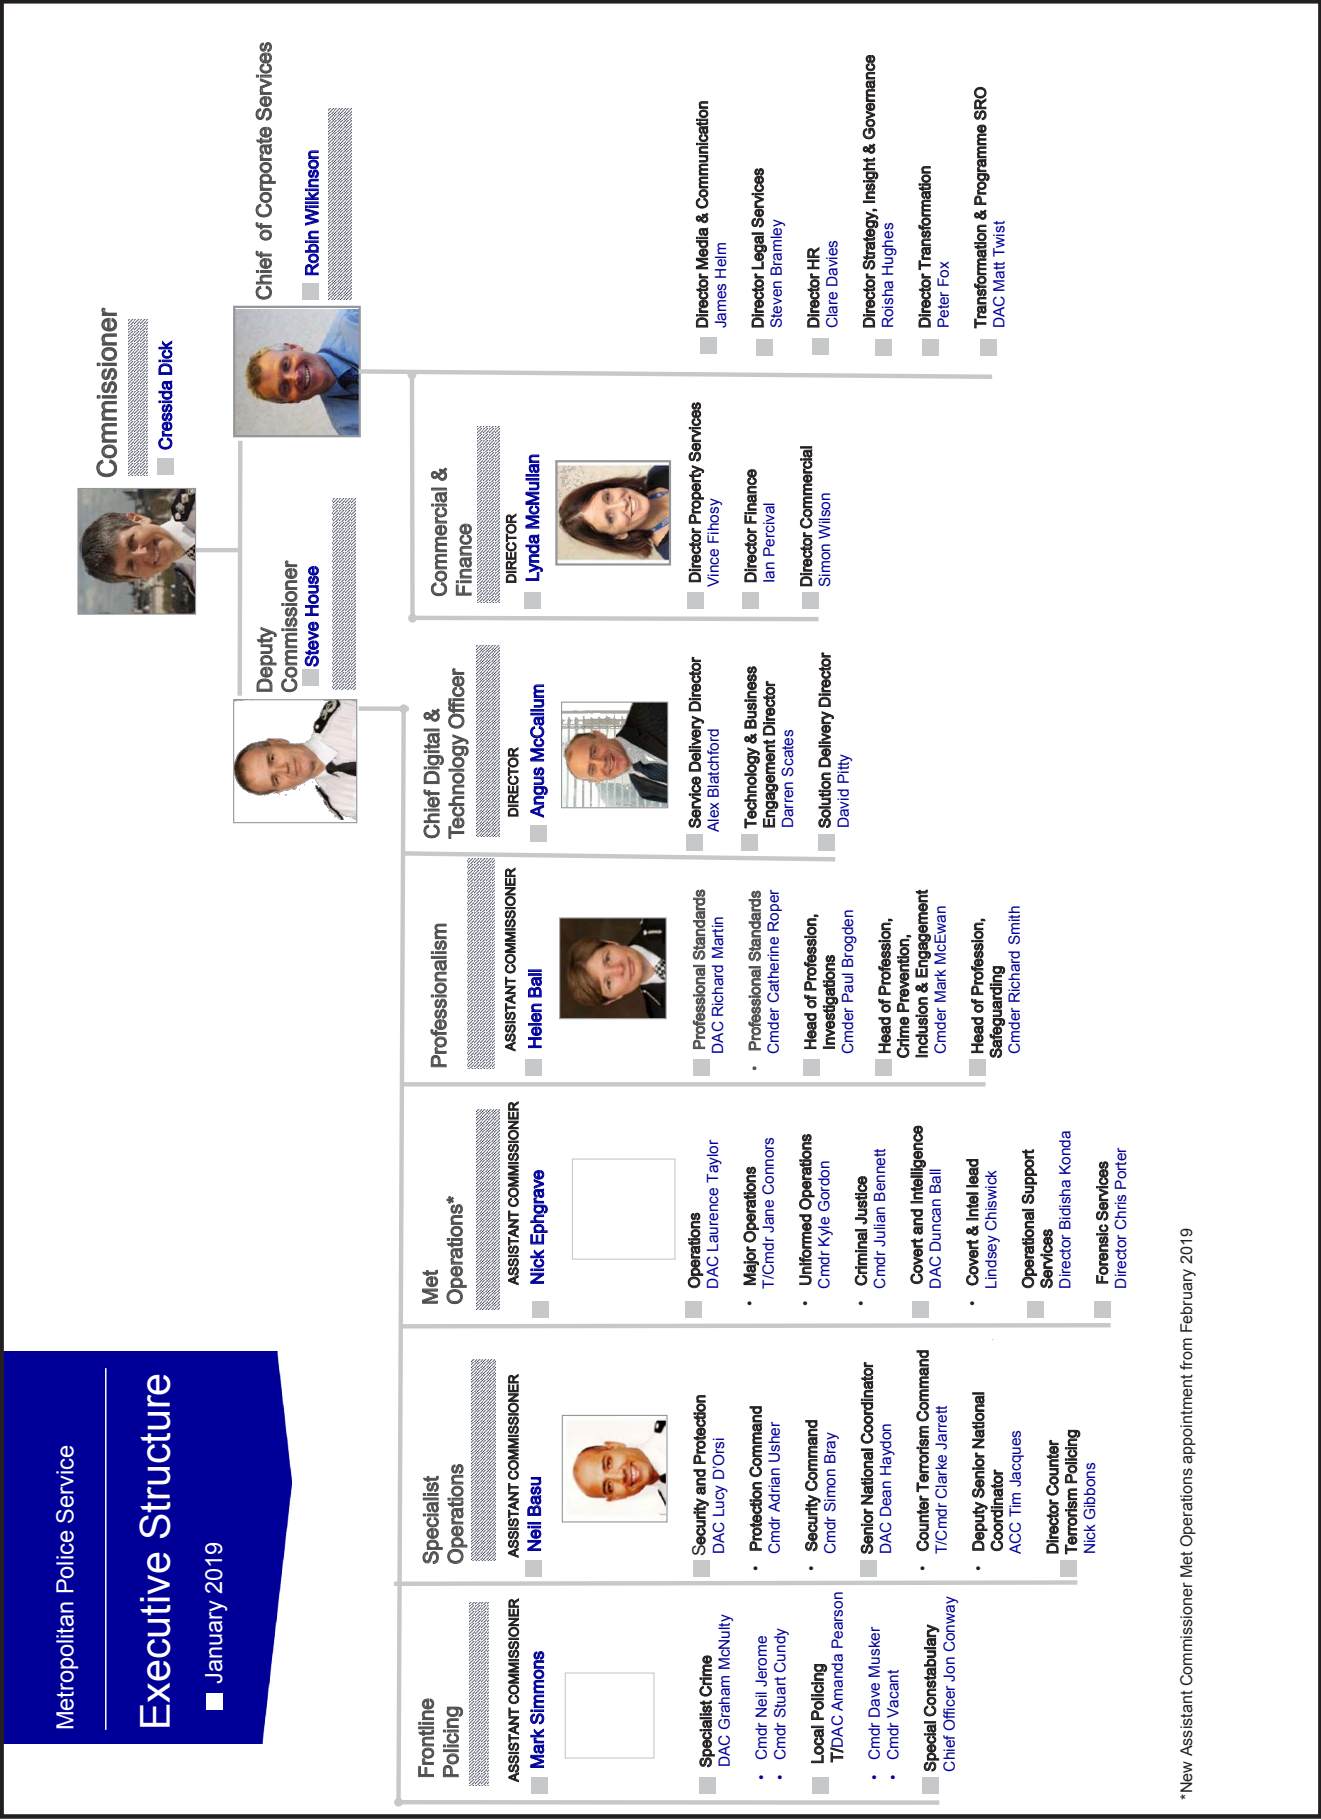 Metropolitan Police Service
Executive Structure
January 2019
Commissioner
Cressida Dick
Deputy
Commissioner
Steve House
Chief of Corporate Services
Robin Wilkinson
Frontline
Policing
ASSISTANT COMMISSIONER
Mark Simmons
Specialist Crime
DAC Graham McNulty
• Cmdr Neil Jerome
• Cmdr Stuart Cundy
Local Policing
T/DAC Amanda Pearson
• Cmdr Dave Musker
• Cmdr Vacant
Special Constabulary
Chief Officer Jon Conway
Specialist
Operations
ASSISTANT COMMISSIONER
Neil Basu
Security and Protection
DAC Lucy D'Orsi
• Protection Command
Cmdr Adrian Usher
• Security Command
Cmdr Simon Bray
Senior National Coordinator
DAC Dean Haydon
• Counter Terrorism Command
T/Cmdr Clarke Jarrett
• Deputy Senior National
Coordinator
ACC Tim Jacques
Director Counter
Terrorism Policing
Nick Gibbons
Met
Operations*
ASSISTANT COMMISSIONER
Nick Ephgrave
Operations
DAC Laurence Taylor
• Major Operations
T/Cmdr Jane Connors
• Uniformed Operations
Cmdr Kyle Gordon
• Criminal Justice
Cmdr Julian Bennett
Covert and Intelligence
DAC Duncan Ball
• Covert & Intel lead
Lindsey Chiswick
Operational Support
Services
Director Bidisha Konda
Forensic Services
Director Chris Porter
Professionalism
ASSISTANT COMMISSIONER
Helen Ball
Professional Standards
DAC Richard Martin
• Professional Standards
Cmder Catherine Roper
Head of Profession,
Investigations
Cmder Paul Brogden
Head of Profession,
Crime Prevention,
Inclusion & Engagement
Cmder Mark McEwan
Head of Profession,
Safeguarding
Cmder Richard Smith
Chief Digital &
Technology Officer
DIRECTOR
Angus McCallum
Service Delivery Director
Alex Blatchford
Technology & Business
Engagement Director
Darren Scates
Solution Delivery Director
David Pitty
Commercial &
Finance
DIRECTOR
Lynda McMullan
Director Property Services
Vince Fihosy
Director Finance
Ian Percival
Director Commercial
Simon Wilson
Director Media & Communication
James Helm
Director Legal Services
Steven Bramley
Director HR
Clare Davies
Director Strategy, Insight & Governance
Roisha Hughes
Director Transformation
Peter Fox
Transformation & Programme SRO
DAC Matt Twist
*New Assistant Commissioner Met Operations appointment from February 2019